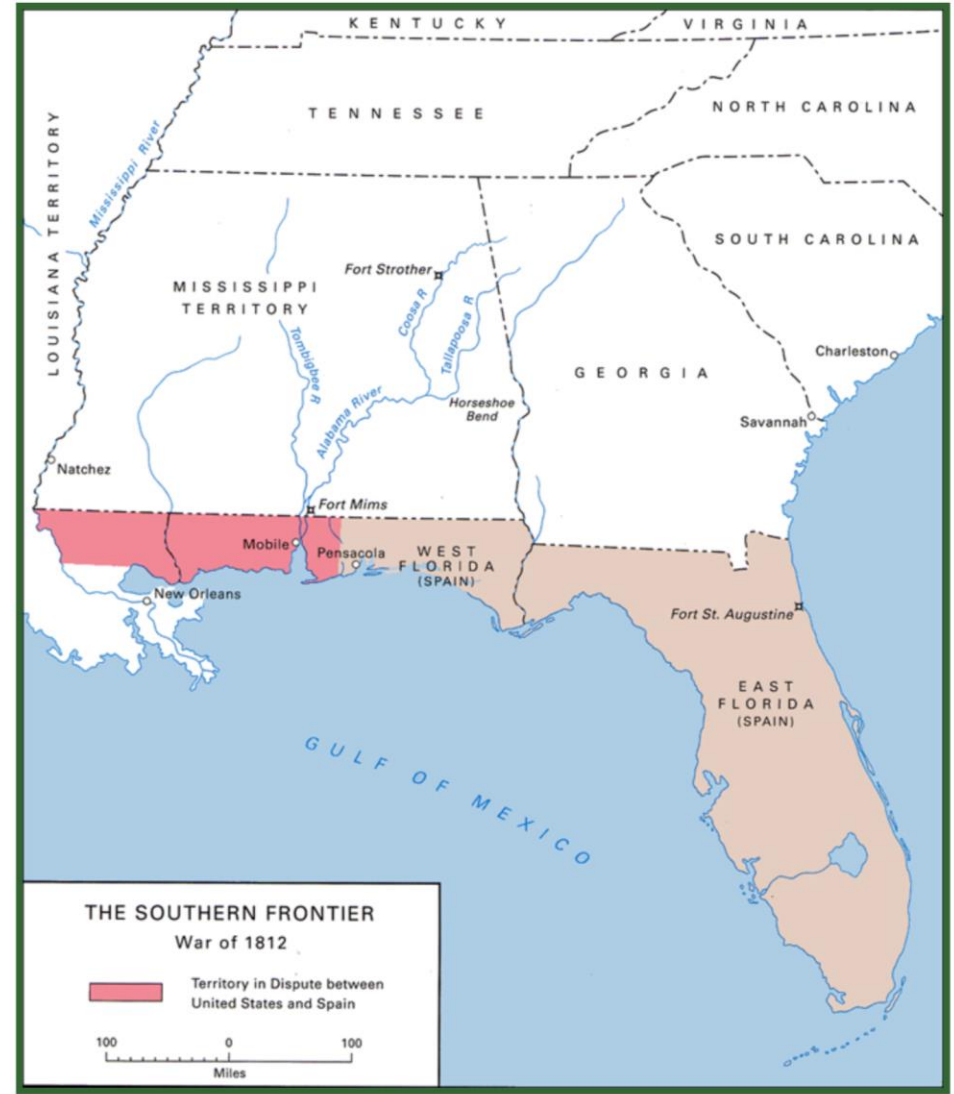 KENTUCKY
VIRGINIA
TENNESSEE
NORTH CAROLINA
LOUISIANA TERRITORY
Mississippi River
SOUTH CAROLINA
Fort Strother
MISSISSIPPI
TERRITORY
Coosa R
Tallapoosa R
Tombigbee R
Charleston
GEORGIA
Alabama River
Horseshoe
Bend
Savannah
Natchez
Fort Mims
Mobile
Pensacola
WEST
FLORIDA
(SPAIN)
New Orleans
Fort St. Augustine
EAST
FLORIDA
(SPAIN)
GULF OF MEXICO
THE SOUTHERN FRONTIER
War of 1812
Territory in Dispute between
United States and Spain
100 0 100
Miles